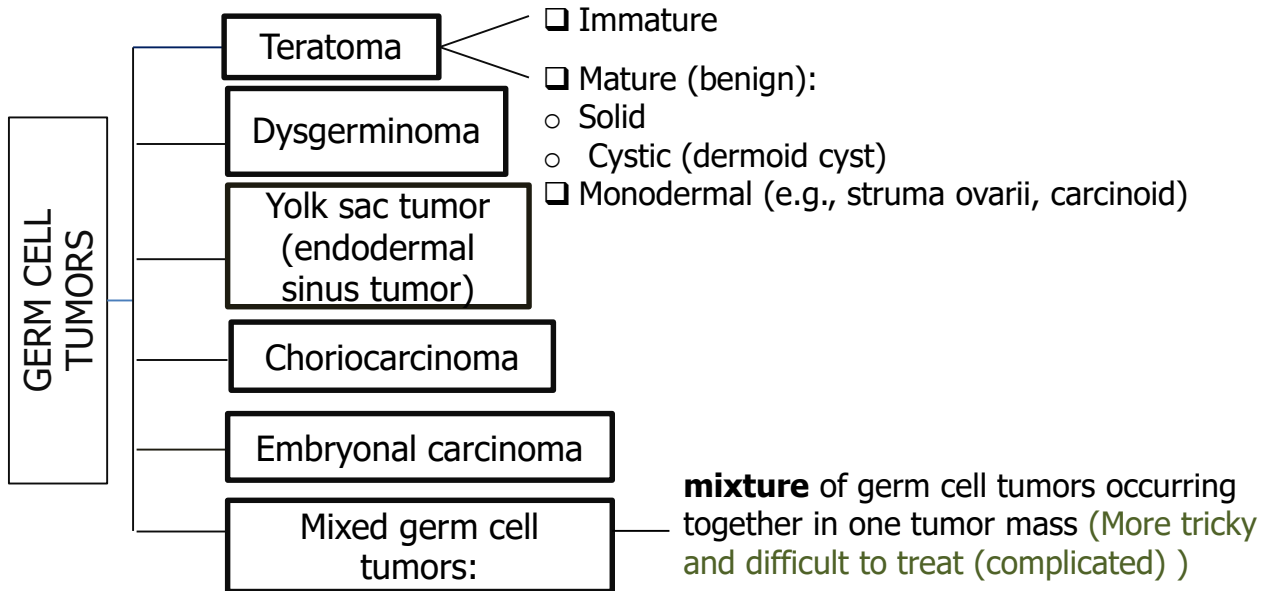 GERM CELL
TUMORS
Teratoma
❑ Immature
❑ Mature (benign):
o Solid
o Cystic (dermoid cyst)
❑ Monodermal (e.g., struma ovarii, carcinoid)
Dysgerminoma
Yolk sac tumor
(endodermal
sinus tumor)
Choriocarcinoma
Embryonal carcinoma
Mixed germ cell
tumors:
mixture of germ cell tumors occurring
together in one tumor mass (More tricky
and difficult to treat (complicated) )